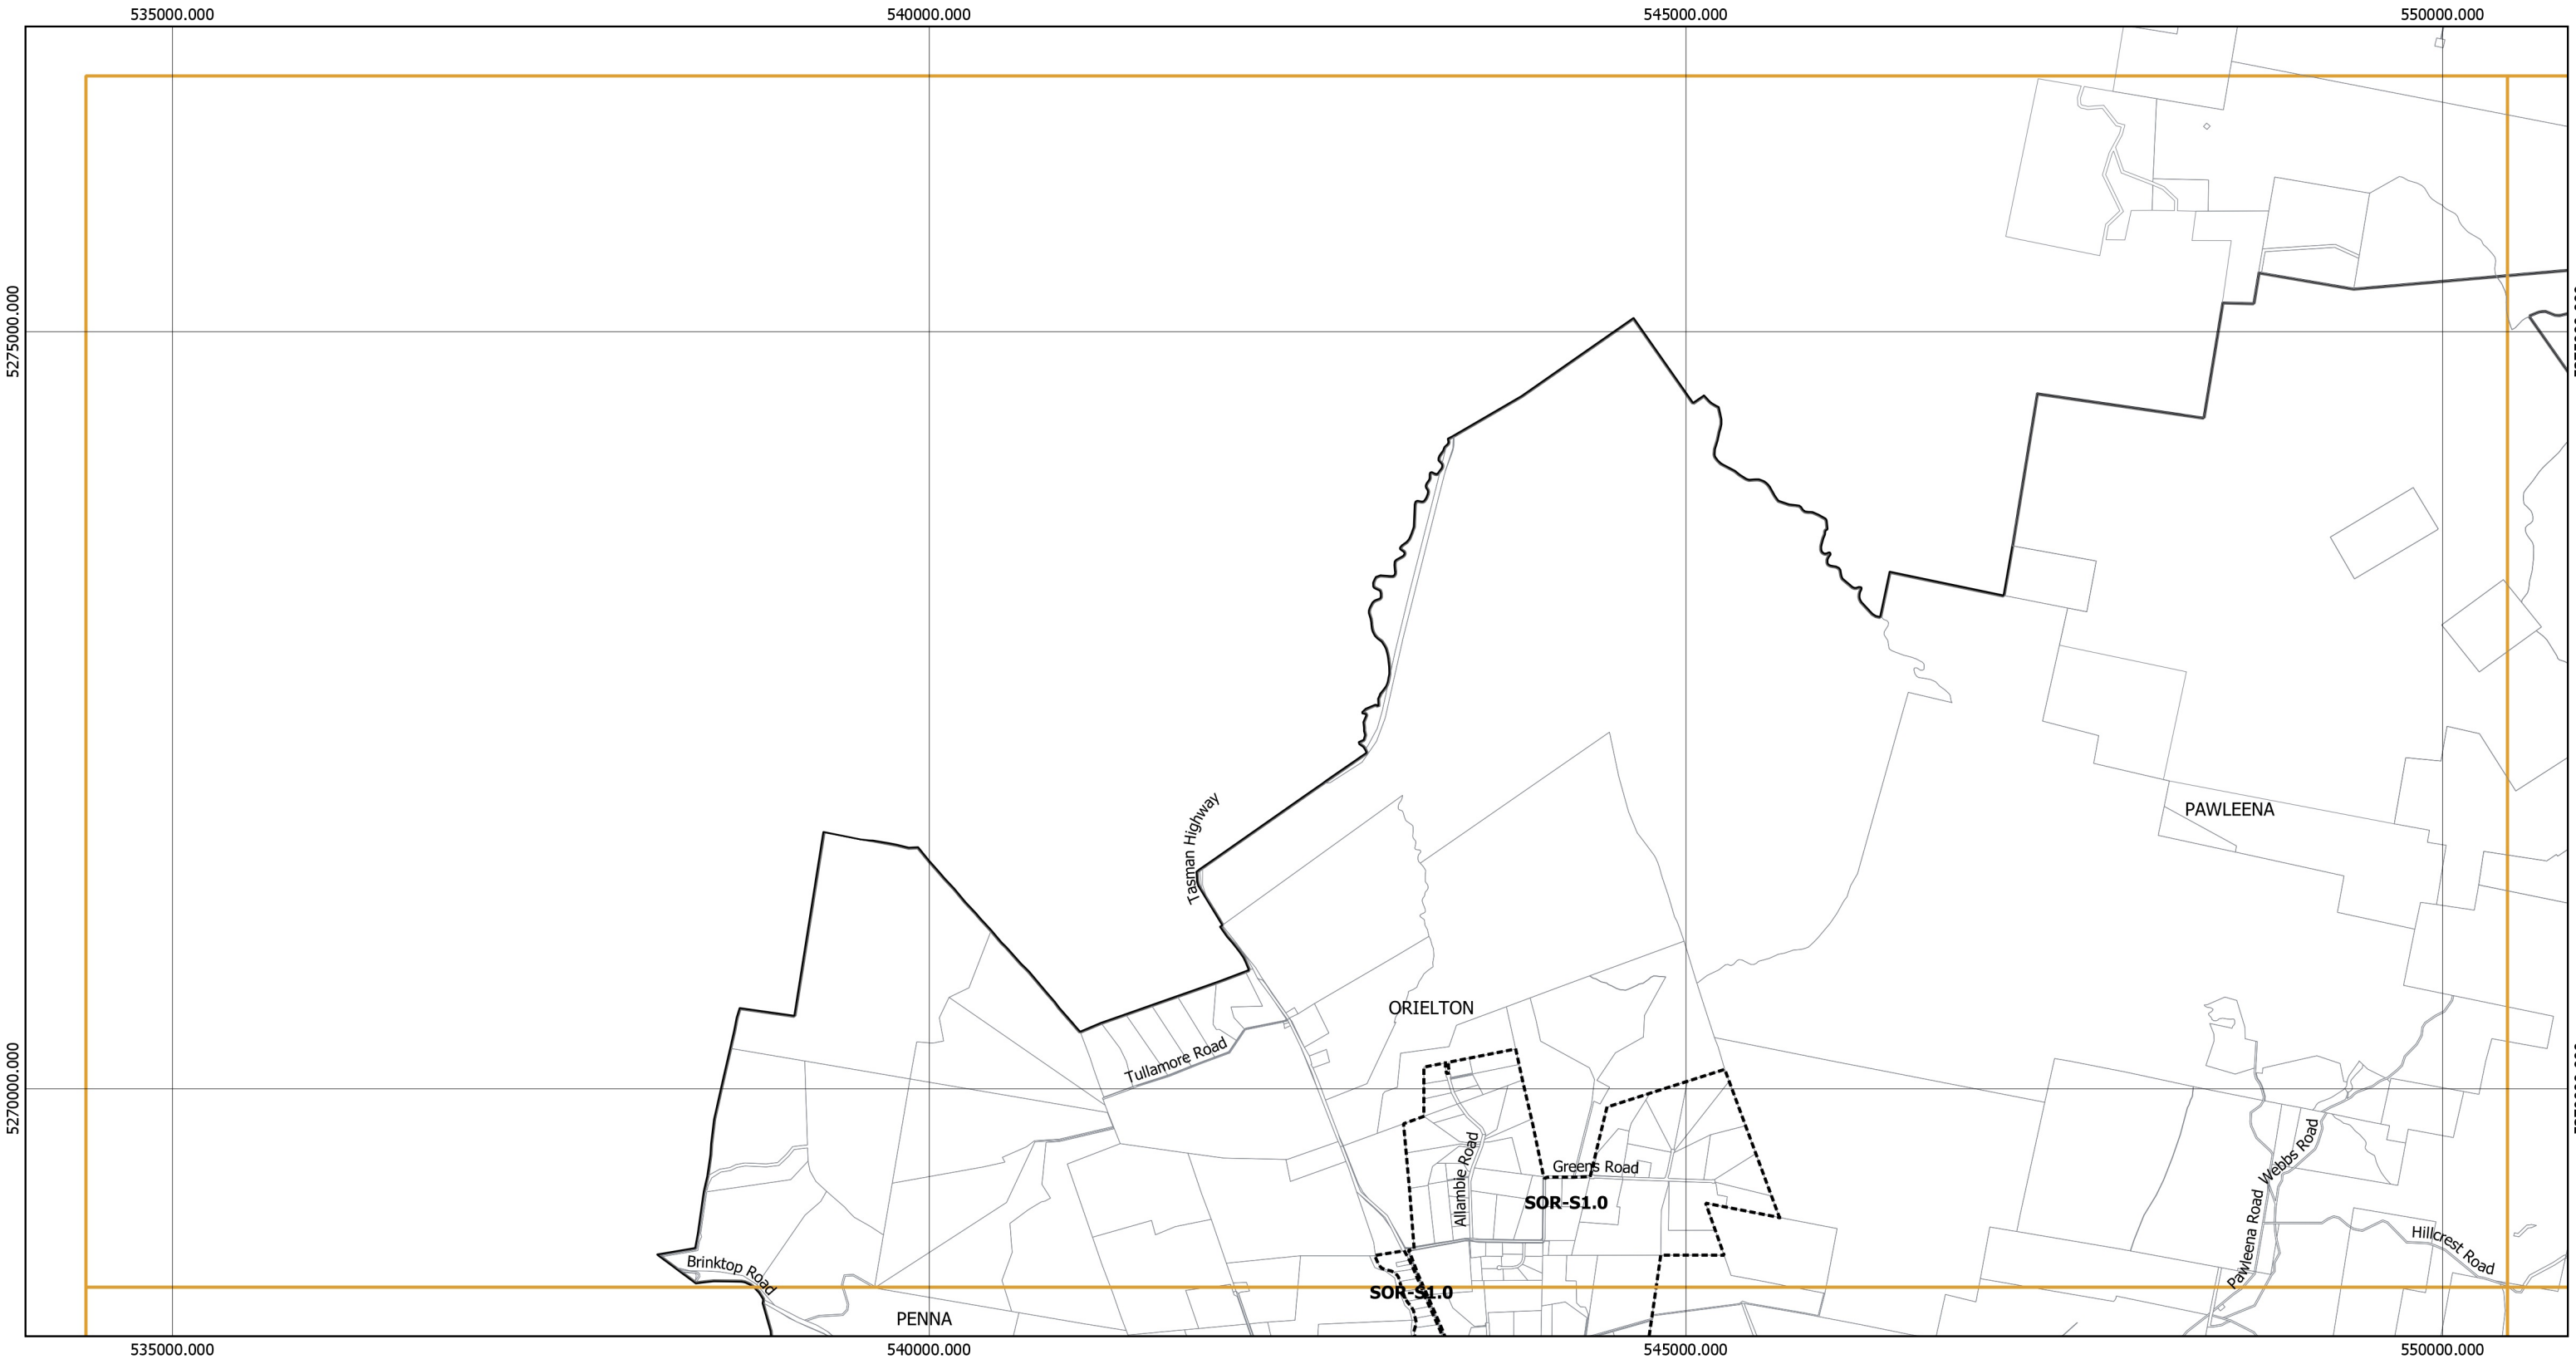 535000.000
540000.000
545000.000
550000.000
5275000.000
Tasman Highway
PAWLEENA
ORIELTON
Tullamore Road
5270000.000
Allambie Road
Greens Road
SOR-S1.0
Webbs Road
Pawleena Road
Hillcrest Road
Brinktop Road
SOR-S1.0
PENNA
535000.000
540000.000
545000.000
550000.000